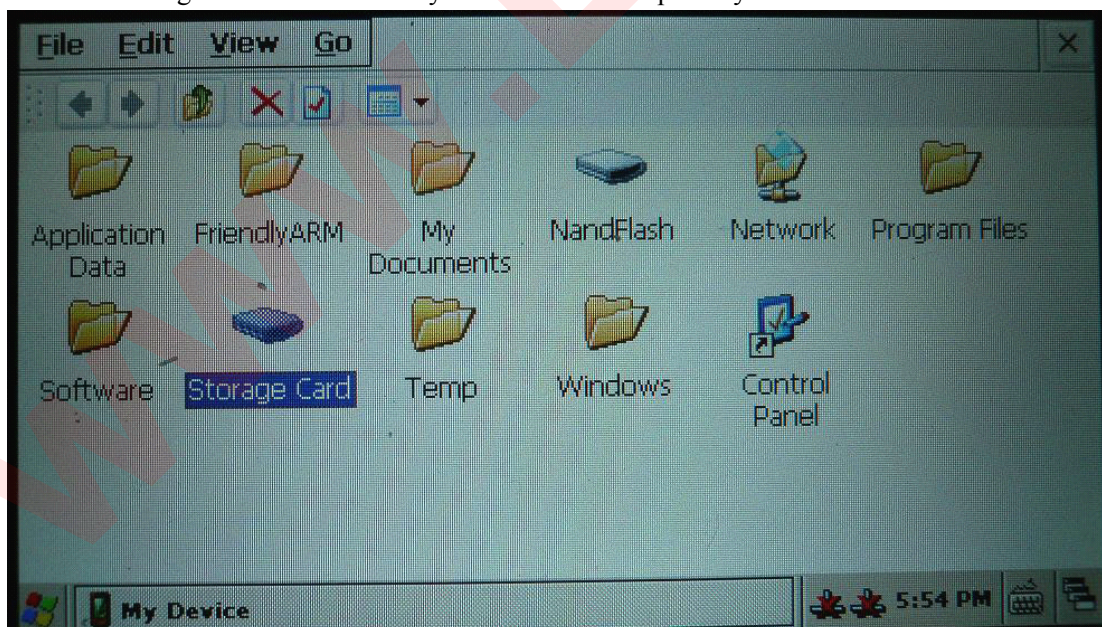 File Edit View Go
Application Data
FriendlyARM
My Documents
NandFlash
Network
Program Files
Software
Storage Card
Temp
Windows
Control Panel
My Device
5:54 PM